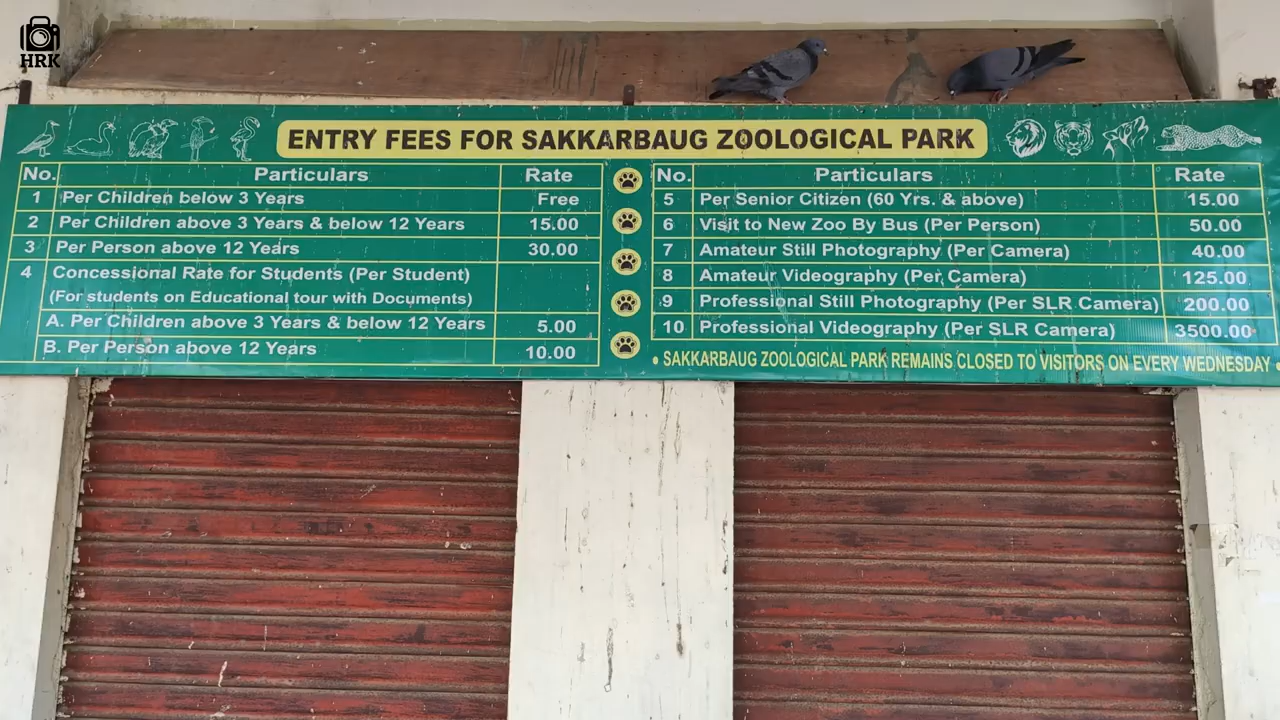 HRK
ENTRY FEES FOR SAKKARBAUG ZOOLOGICAL PARK
No. Particulars Rate
1 Per Children below 3 Years Free
2 Per Children above 3 Years & below 12 Years 15.00
3 Per Person above 12 Years 30.00
4 Concessional Rate for Students (Per Student)
(For students on Educational tour with Documents)
A. Per Children above 3 Years & below 12 Years 5.00
B. Per Person above 12 Years 10.00
No. Particulars Rate
5 Per Senior Citizen (60 Yrs. & above) 15.00
6 Visit to New Zoo By Bus (Per Person) 50.00
7 Amateur Still Photography (Per Camera) 40.00
8 Amateur Videography (Per Camera) 125.00
9 Professional Still Photography (Per SLR Camera) 200.00
10 Professional Videography (Per SLR Camera) 3500.00
• SAKKARBAUG ZOOLOGICAL PARK REMAINS CLOSED TO VISITORS ON EVERY WEDNESDAY •